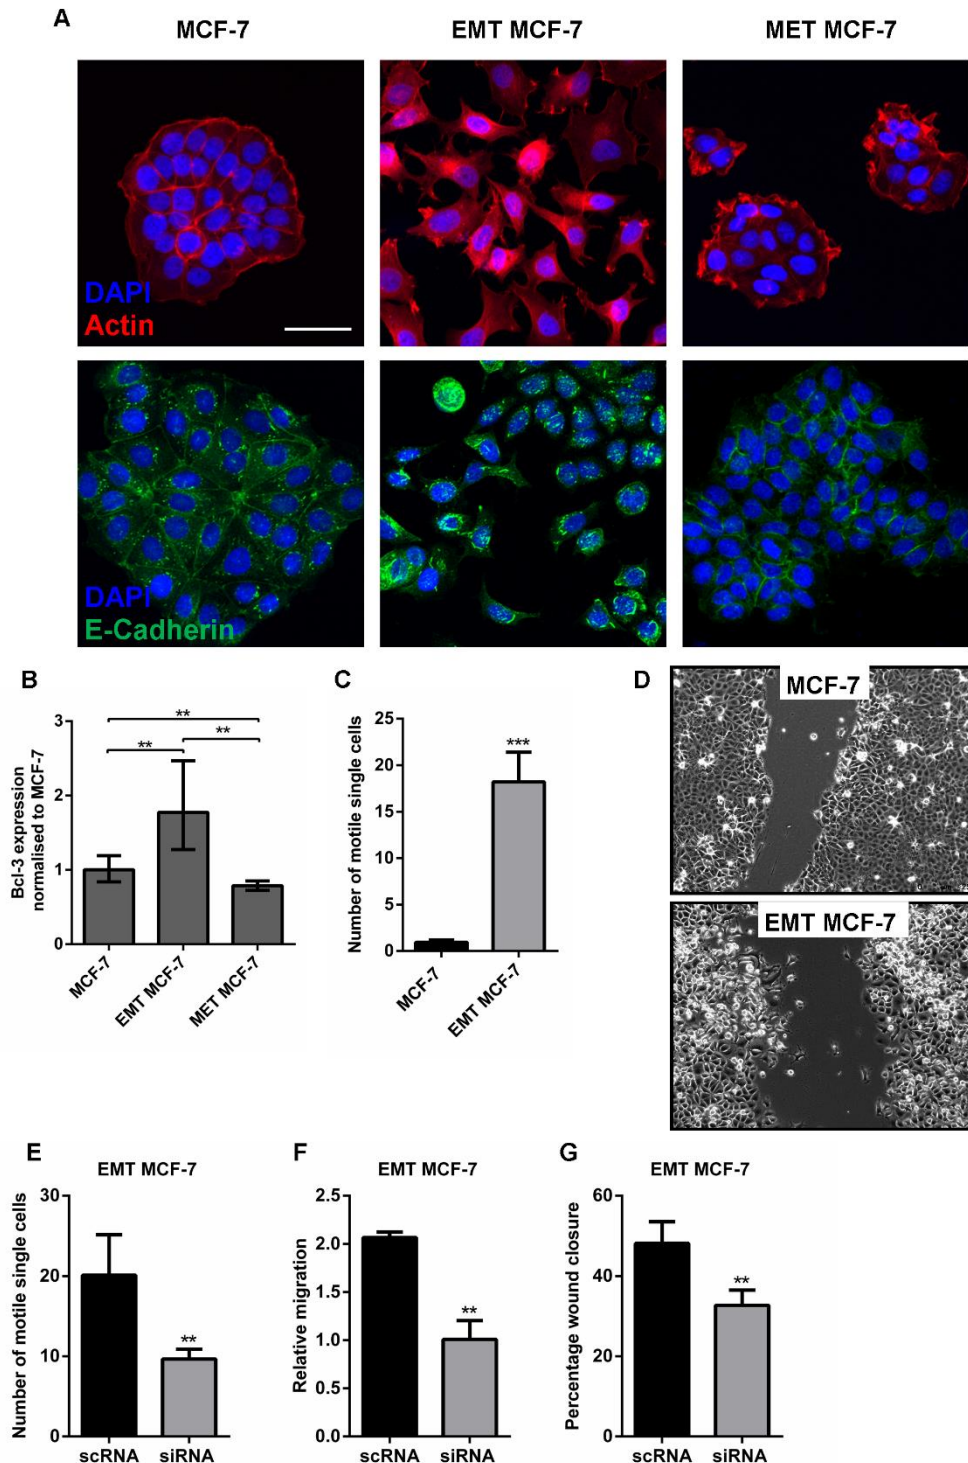 A
MCF-7
EMT MCF-7
MET MCF-7
DAPI
Actin
DAPI
E-Cadherin
B
Bcl-3 expression
normalised to MCF-7
3
2
1
0
**
**
**
MCF-7
EMT MCF-7
MET MCF-7
C
Number of motile single cells
25
20
15
10
5
0
***
MCF-7
EMT MCF-7
D
MCF-7
EMT MCF-7
E
EMT MCF-7
Number of motile single cells
30
20
10
0
**
scRNA
siRNA
F
EMT MCF-7
Relative migration
2.5
2.0
1.5
1.0
0.5
0.0
**
scRNA
siRNA
G
EMT MCF-7
Percentage wound closure
60
40
20
0
**
scRNA
siRNA